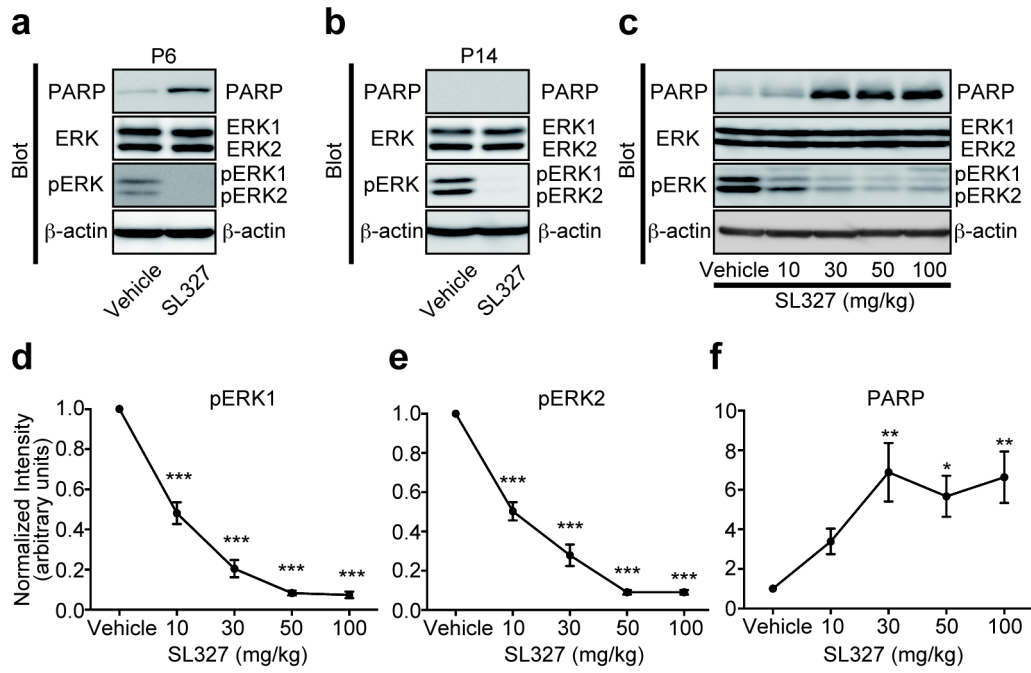 a
P6
Blot
PARP PARP
ERK ERK1
ERK2
pERK pERK1
pERK2
β-actin β-actin
Vehicle SL327
b
P14
Blot
PARP PARP
ERK ERK1
ERK2
pERK pERK1
pERK2
β-actin β-actin
Vehicle SL327
c
Blot
PARP PARP
ERK ERK1
ERK2
pERK pERK1
pERK2
β-actin β-actin
Vehicle 10 30 50 100
SL327 (mg/kg)
d
pERK1
Normalized Intensity
(arbitrary units)
1.0
0.8
0.6
0.4
0.2
0.0
***
***
*** ***
Vehicle 10 30 50 100
SL327 (mg/kg)
e
pERK2
1.0
0.8
0.6
0.4
0.2
0.0
***
***
*** ***
Vehicle 10 30 50 100
SL327 (mg/kg)
f
PARP
10
8
6
4
2
0
** * **
Vehicle 10 30 50 100
SL327 (mg/kg)